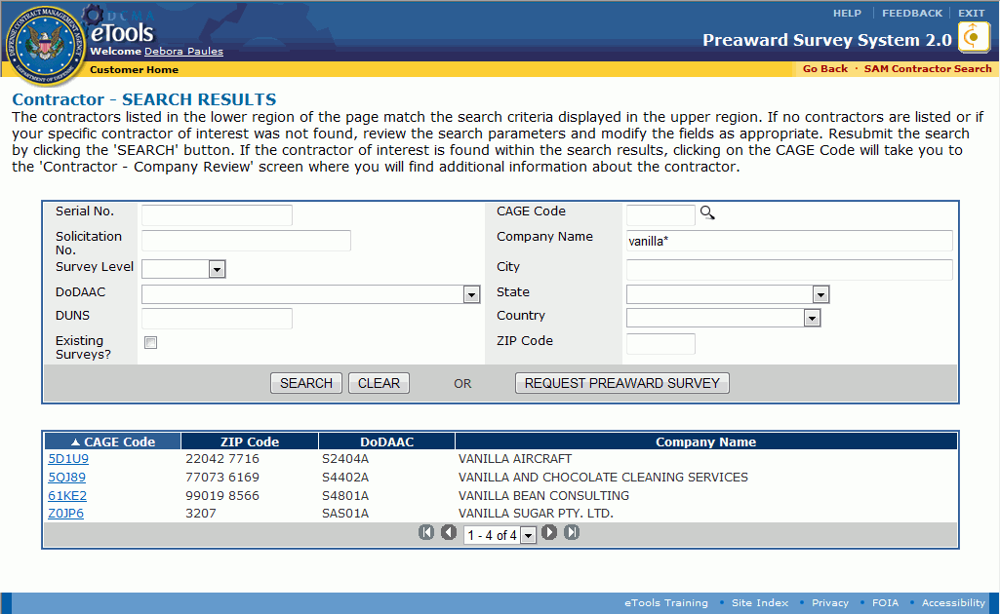 HELP FEEDBACK EXIT
DCMA
eTools
Welcome Debora Paules
Preaward Survey System 2.0
DEFENSE CONTRACT MANAGEMENT AGENCY
DEPARTMENT OF DEFENSE
Customer Home
Go Back · SAM Contractor Search
Contractor - SEARCH RESULTS
The contractors listed in the lower region of the page match the search criteria displayed in the upper region. If no contractors are listed or if
your specific contractor of interest was not found, review the search parameters and modify the fields as appropriate. Resubmit the search
by clicking the 'SEARCH' button. If the contractor of interest is found within the search results, clicking on the CAGE Code will take you to
the 'Contractor - Company Review' screen where you will find additional information about the contractor.
Serial No. CAGE Code
Solicitation Company Name vanilla*
No.
Survey Level City
DoDAAC State
DUNS Country
Existing ZIP Code
Surveys?
SEARCH CLEAR OR REQUEST PREAWARD SURVEY
CAGE Code ZIP Code DoDAAC Company Name
5D1U9 22042 7716 S2404A VANILLA AIRCRAFT
5QJ89 77073 6169 S4402A VANILLA AND CHOCOLATE CLEANING SERVICES
61KE2 99019 8566 S4801A VANILLA BEAN CONSULTING
Z0JP6 3207 SAS01A VANILLA SUGAR PTY. LTD.
1 - 4 of 4
eTools Training • Site Index • Privacy • FOIA • Accessibility